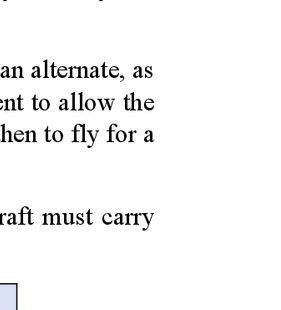 an alternate, as
ent to allow the
hen to fly for a
raft must carry